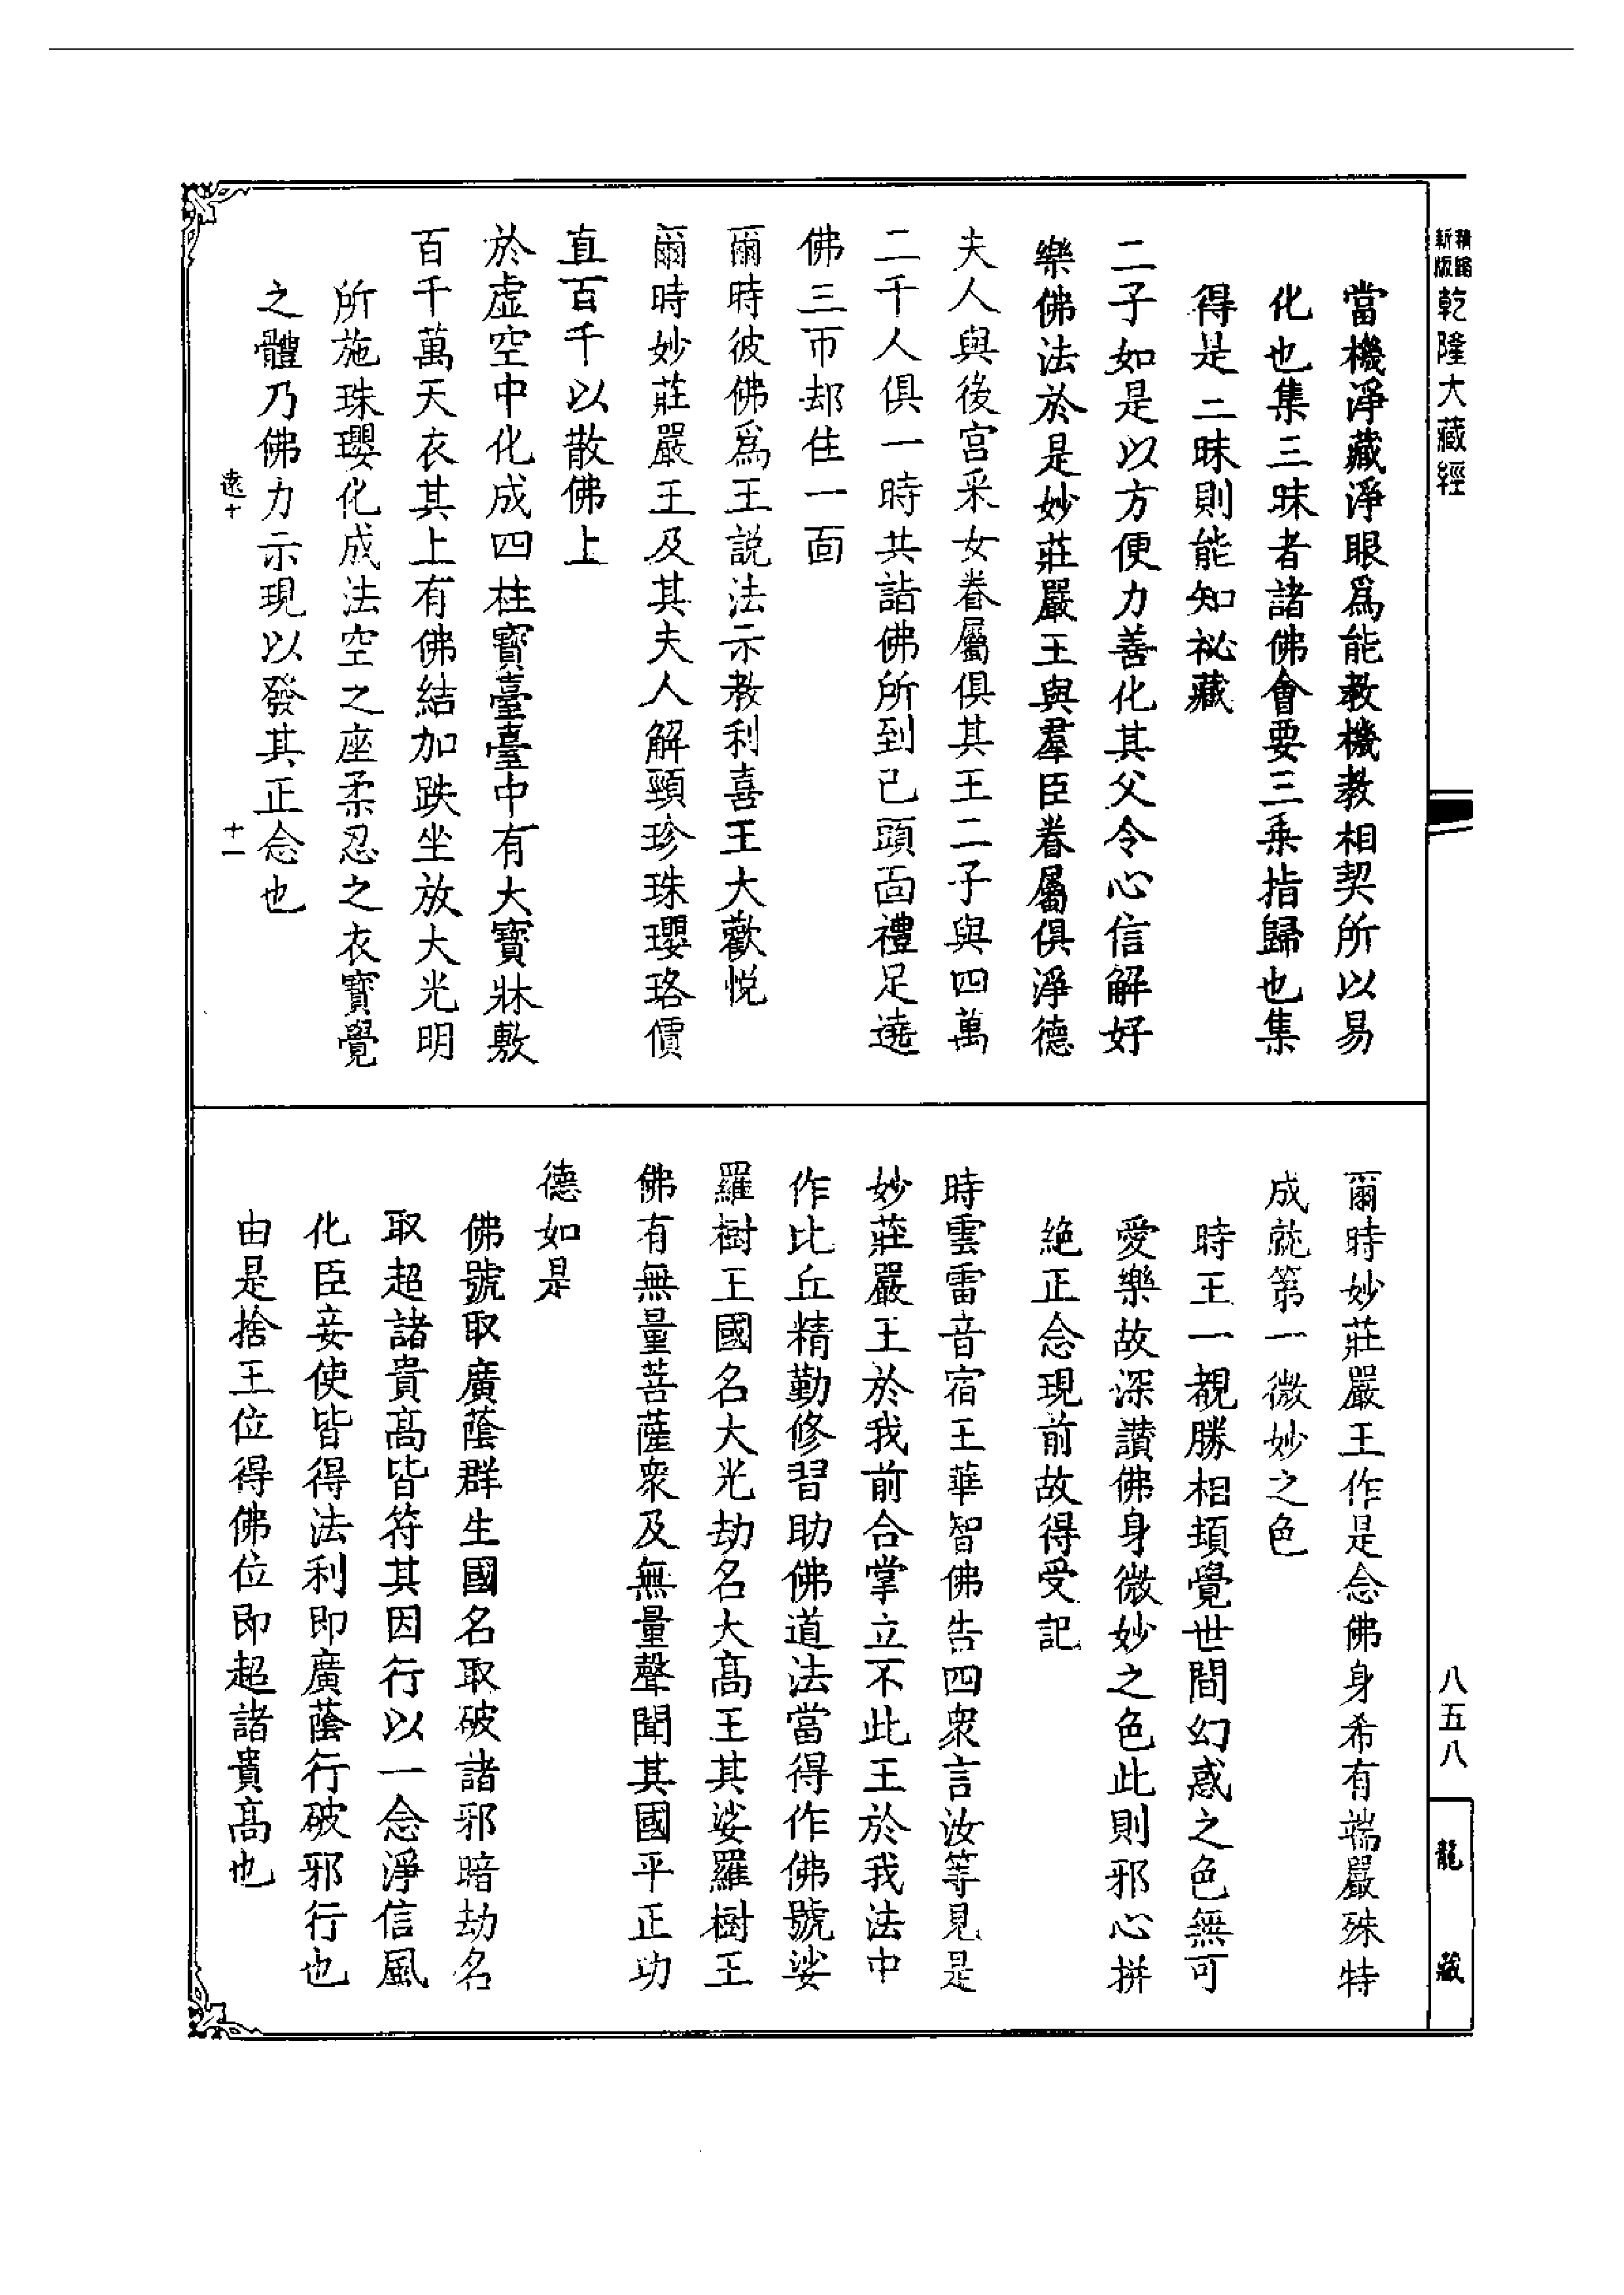 精縮
新版
乾隆大藏經
當機淨藏淨眼爲能教機教相契所以易
化也集三昧者諸佛會要三乗指歸也集
得是二昧則能知祕藏
二子如是以方便力善化其父令心信解好
樂佛法於是妙莊嚴王與羣臣眷屬俱淨德
夫人與後宮采女眷屬俱其王二子與四萬
二千人俱一時共詣佛所到已頭面禮足遶
佛三帀却住一面
爾時彼佛爲王説法示教利喜王大歡悅
爾時妙莊嚴王及其夫人解頸珍珠瓔珞價
直百千以散佛上
於虛空中化成四柱寶臺臺中有大寶牀敷
百千萬天衣其上有佛結加趺坐放大光明
所施珠瓔化成法空之座柔忍之衣寶覺
之體乃佛力示現以發其正念也
遠十
十一
爾時妙莊嚴王作是念佛身希有端嚴殊特
成就第一微妙之色
時王一覩勝相頊覺世間幻惑之色無可
愛樂故深讃佛身微妙之色此則邪心拼
絶正念現前故得受記
時雲雷音宿王華智佛告四衆言汝等見是
妙莊嚴王於我前合掌立不此王於我法中
作比丘精勤修習助佛道法當得作佛號娑
羅樹王國名大光劫名大高王其娑羅樹王
佛有無量菩薩衆及無量聲聞其國平正功
德如是
佛號取廣蔭群生國名取破諸邪暗劫名
取超諸貴高皆符其因行以一念淨信風
化臣妾使皆得法利即廣蔭行破邪行也
由是捨王位得佛位即超諸貴高也
八五八
龍藏